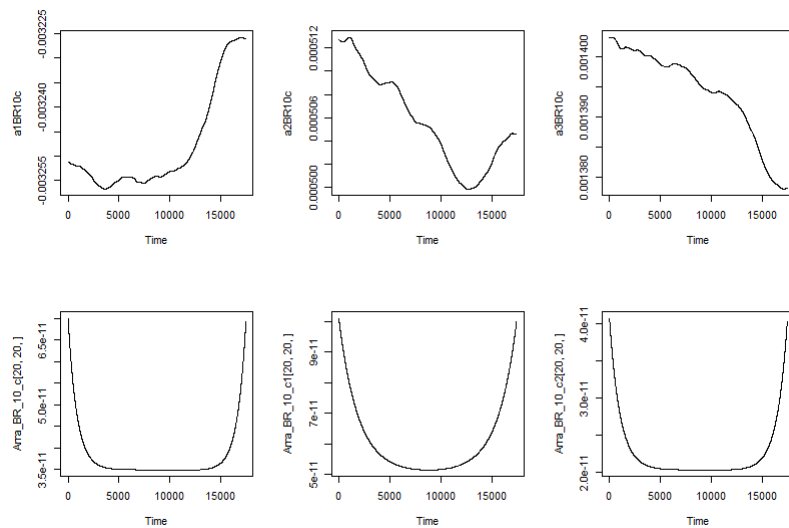 a1BR10c
-0.003225
-0.003240
-0.003255
0 5000 10000 15000
Time
a2BR10c
0.000512
0.000506
0.000500
0 5000 10000 15000
Time
a3BR10c
0.001400
0.001390
0.001380
0 5000 10000 15000
Time
Arra_BR_10_c[20, 20, ]
6.5e-11
5.0e-11
3.5e-11
0 5000 10000 15000
Time
Arra_BR_10_c1[20, 20, ]
9e-11
7e-11
5e-11
0 5000 10000 15000
Time
Arra_BR_10_c2[20, 20, ]
4.0e-11
3.0e-11
2.0e-11
0 5000 10000 15000
Time